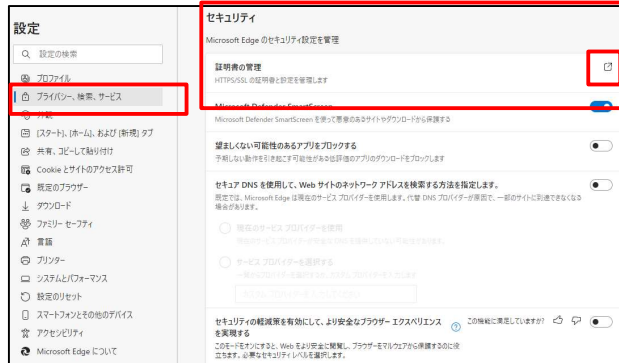 設定
設定の検索
プロファイル
プライバシー、検索、サービス
外観
[スタート]、[ホーム]、および [新規] タブ
共有、コピーして貼り付け
Cookie とサイトのアクセス許可
既定のブラウザー
ダウンロード
ファミリー セーフティ
言語
プリンター
システムとパフォーマンス
設定のリセット
スマートフォンとその他のデバイス
アクセシビリティ
Microsoft Edge について
セキュリティ
Microsoft Edge のセキュリティ設定を管理
証明書の管理
HTTPS/SSL の証明書と設定を管理します
Microsoft Defender SmartScreen
Microsoft Defender SmartScreen を使って悪意のあるサイトやダウンロードから保護する
望ましくない可能性のあるアプリをブロックする
予期しない動作を引き起こす可能性がある低評価のアプリのダウンロードをブロックします
セキュア DNS を使用して、Web サイトのネットワーク アドレスを検索する方法を指定します。
既定では、Microsoft Edge は現在のサービス プロバイダーを使用します。代替 DNS プロバイダーが原因で、一部のサイトに到達できなくなる
場合があります。
現在のサービス プロバイダーを使用
サービス プロバイダーを選択する
セキュリティの軽減策を有効にして、より安全なブラウザー エクスペリエンス
を実現する
この機能に満足していますか?
このモードをオンにすると、Web をより安全に閲覧し、ブラウザーをマルウェアから保護するのに役
立ちます。必要なセキュリティ レベルを選択します。